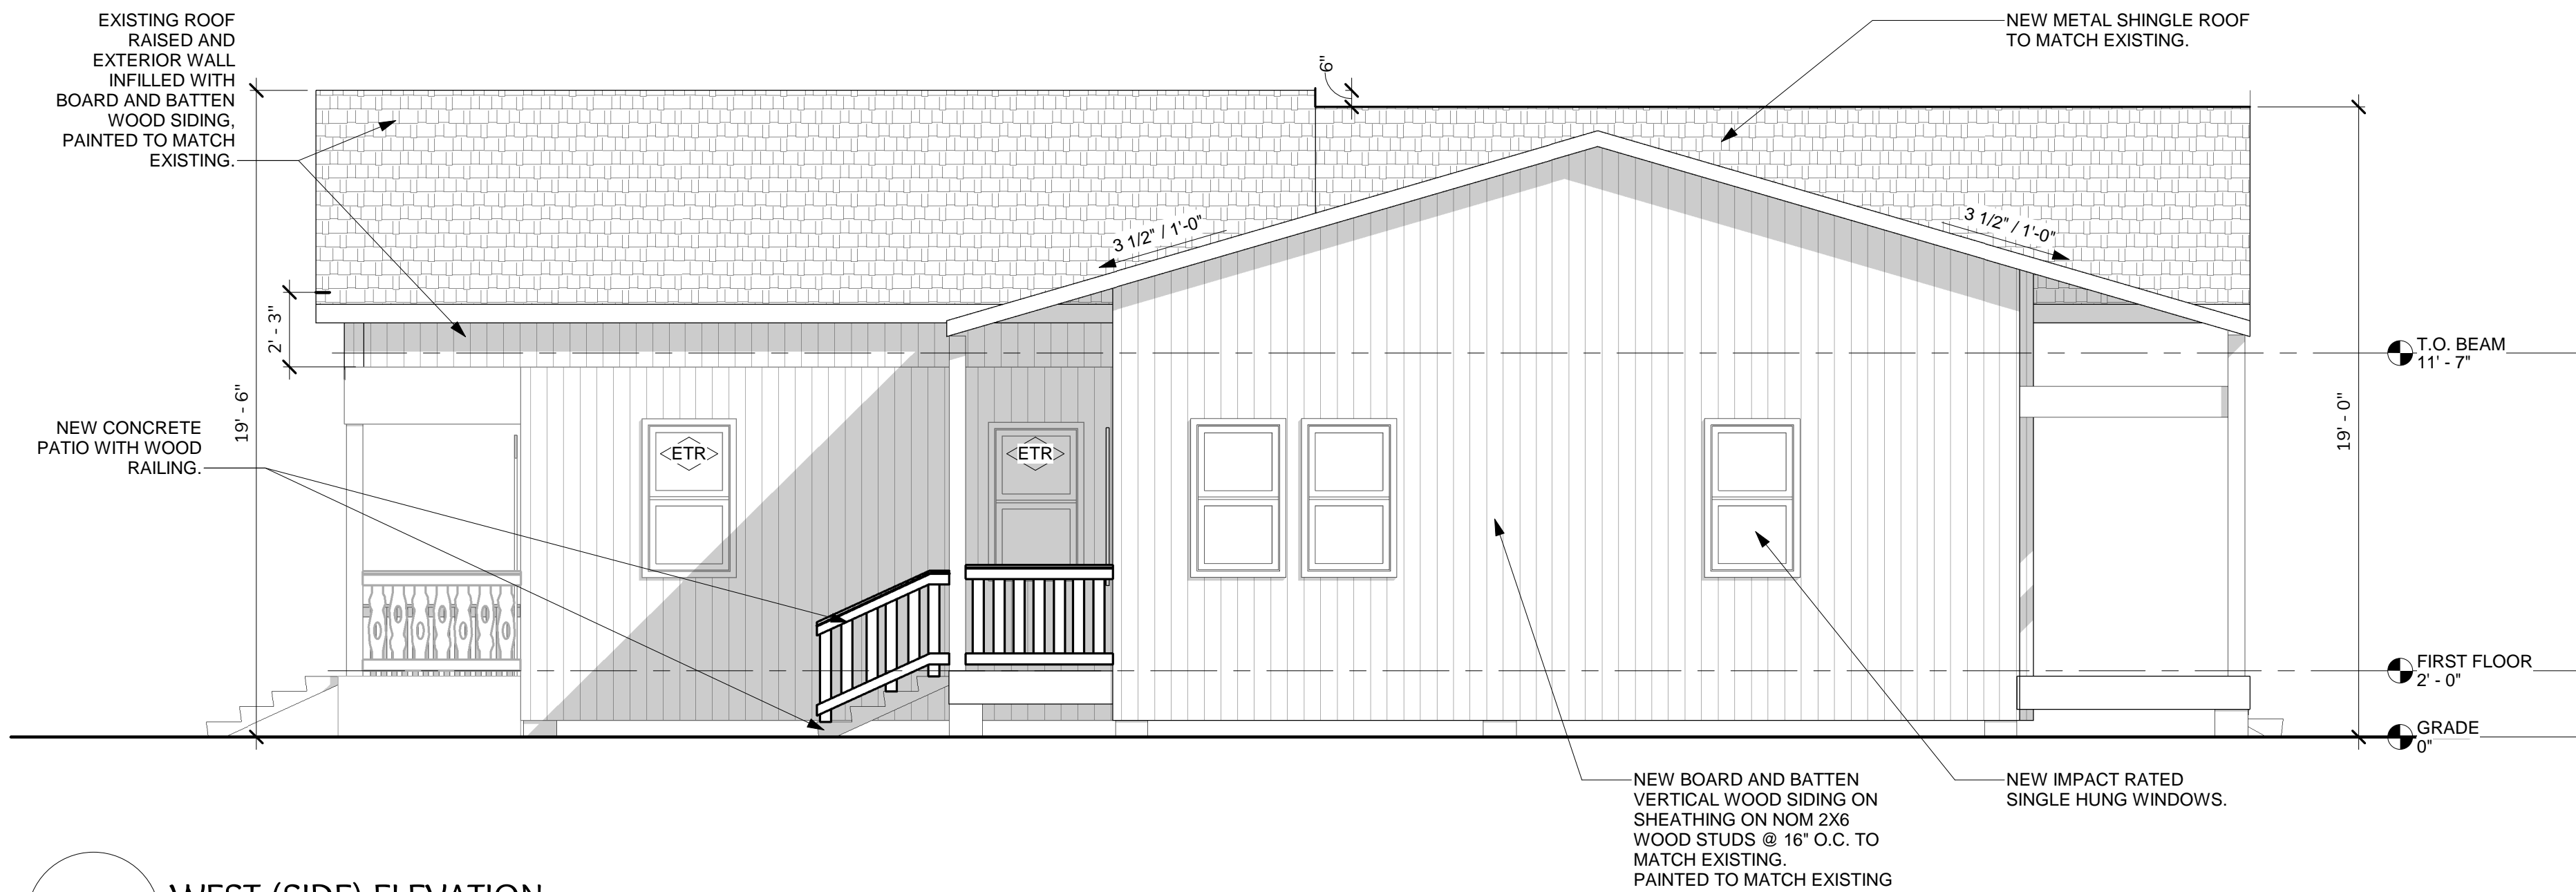 EXISTING ROOF
RAISED AND
EXTERIOR WALL
INFILLED WITH
BOARD AND BATTEN
WOOD SIDING,
PAINTED TO MATCH
EXISTING.
6"
NEW METAL SHINGLE ROOF
TO MATCH EXISTING.
3 1/2" / 1'-0"
3 1/2" / 1'-0"
2' - 3"
19' - 6"
T.O. BEAM
11' - 7"
19' - 0"
NEW CONCRETE
PATIO WITH WOOD
RAILING.
ETR
ETR
FIRST FLOOR
2' - 0"
GRADE
0"
NEW BOARD AND BATTEN
VERTICAL WOOD SIDING ON
SHEATHING ON NOM 2X6
WOOD STUDS @ 16" O.C. TO
MATCH EXISTING.
PAINTED TO MATCH EXISTING
NEW IMPACT RATED
SINGLE HUNG WINDOWS.
WEST (SIDE) ELEVATION